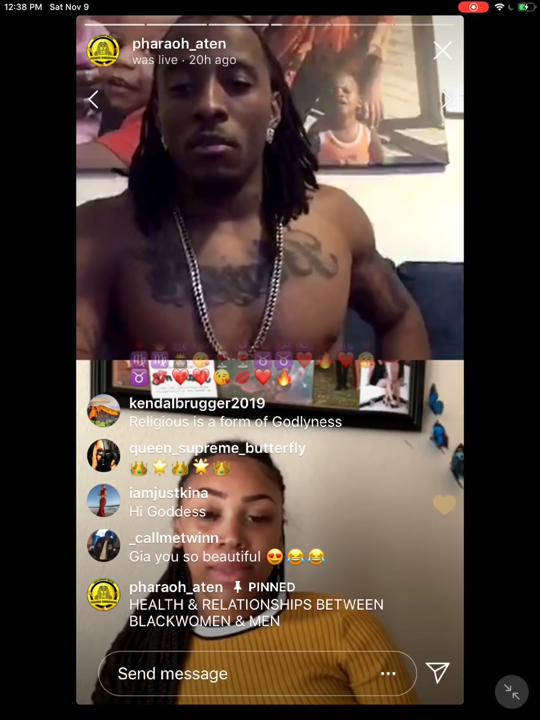 12:38 PM Sat Nov 9
pharaoh_aten
was live · 20h ago
kendalbrugger2019
Religious is a form of Godlyness
queen_supreme_butterfly
iamjustkina
Hi Goddess
_callmetwinn
Gia you so beautiful 😍😂😂
pharaoh_aten PINNED
HEALTH & RELATIONSHIPS BETWEEN
BLACKWOMEN & MEN
Send message